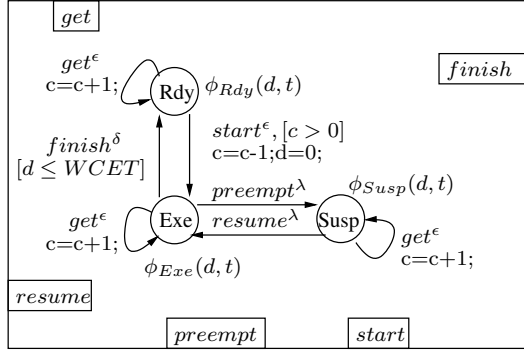 get
finish
get^ϵ
c=c+1;
Rdy
ϕ_Rdy(d, t)
finish^δ
[d ≤ WCET]
start^ϵ, [c > 0]
c=c-1;d=0;
preempt^λ
resume^λ
ϕ_Susp(d, t)
get^ϵ
c=c+1;
Exe
Susp
get^ϵ
c=c+1;
ϕ_Exe(d, t)
resume
preempt
start